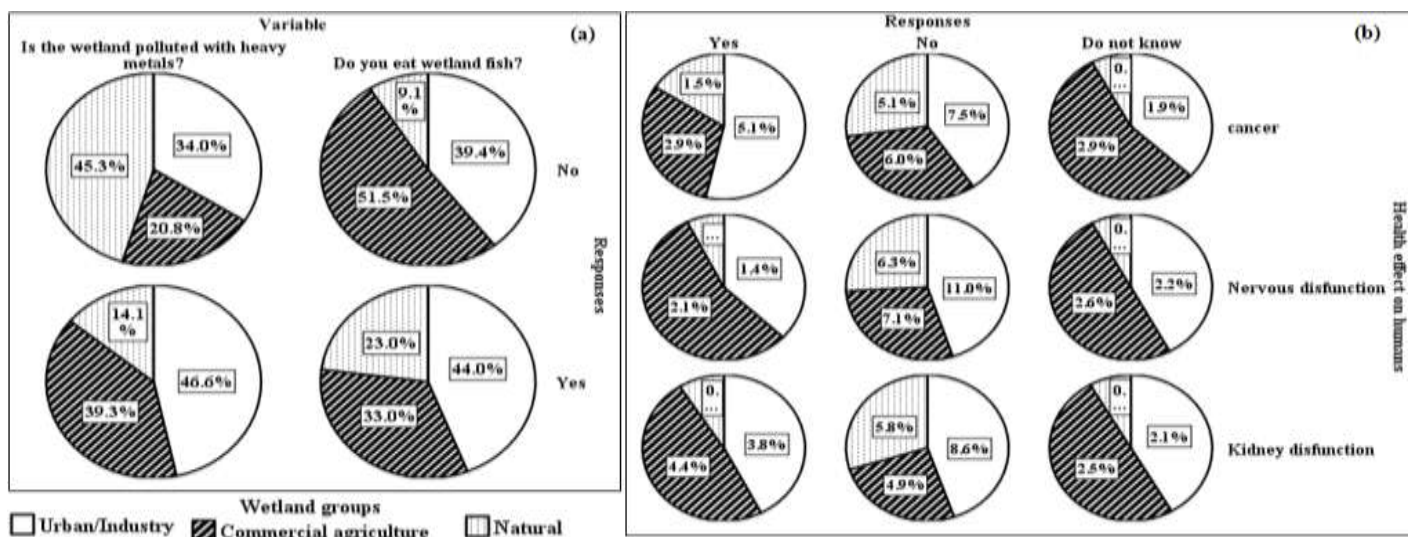 Variable
(a)
Is the wetland polluted with heavy
metals?
Do you eat wetland fish?
45.3%
34.0%
20.8%
9.1
%
39.4%
51.5%
No
14.1
%
46.6%
39.3%
23.0%
44.0%
33.0%
Yes
Responses
Wetland groups
Urban/Industry
Commercial agriculture
Natural
Responses
(b)
Yes
No
Do not know
1.5%
5.1%
2.9%
5.1%
7.5%
6.0%
0.
...
1.9%
2.9%
cancer
...
1.4%
2.1%
6.3%
11.0%
7.1%
0.
...
2.2%
2.6%
Nervous disfunction
0.
...
3.8%
4.4%
5.8%
8.6%
4.9%
0.
...
2.1%
2.5%
Kidney disfunction
Health effect on humans